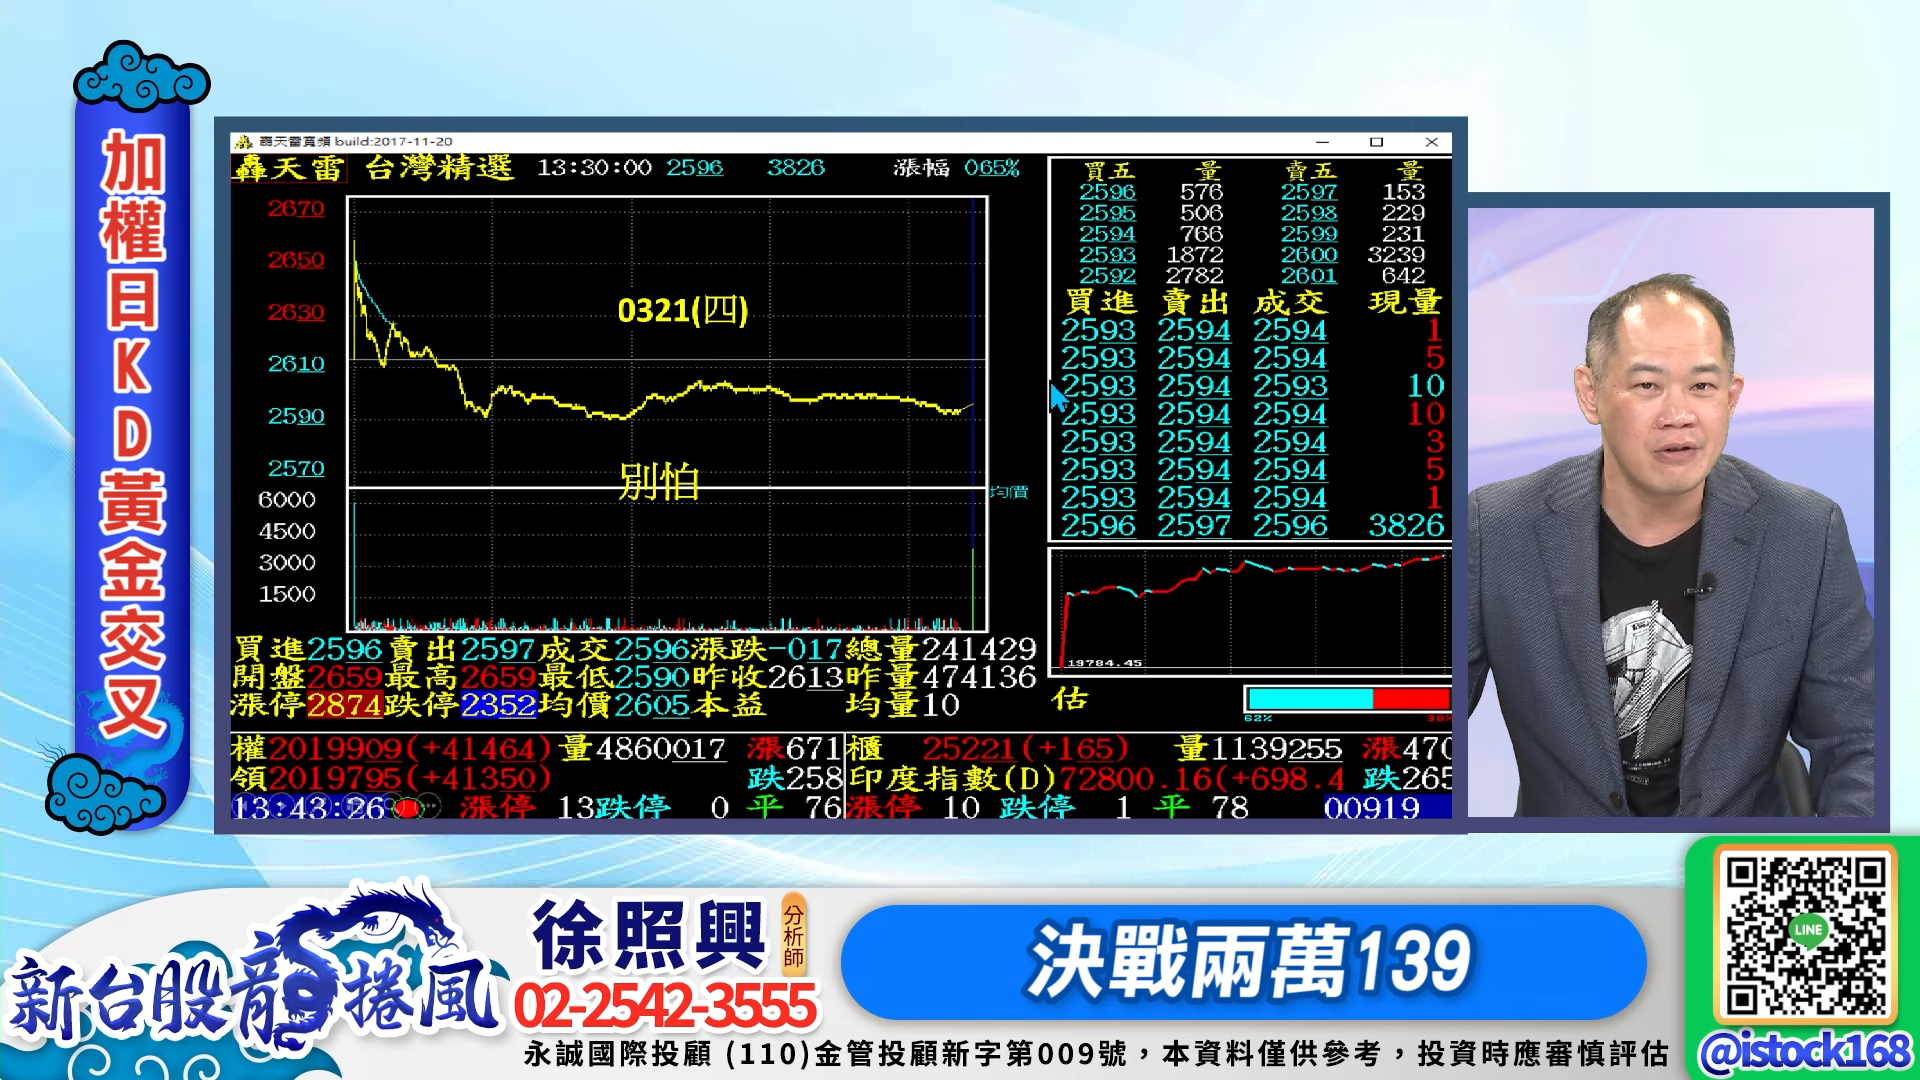 加權日KD黃金交叉
轟天雷寬頻 build:2017-11-20
轟天雷 台灣精選 13:30:00 2596 3826 漲幅 065%
2670
2650
2630
2610
2590
2570
6000
4500
3000
1500
0321(四)
別怕
均價
買五 量 賣五 量
2596 576 2597 153
2595 506 2598 229
2594 766 2599 231
2593 1872 2600 3239
2592 2782 2601 642
買進 賣出 成交 現量
2593 2594 2594 1
2593 2594 2594 5
2593 2594 2593 10
2593 2594 2594 10
2593 2594 2594 3
2593 2594 2594 5
2593 2594 2594 1
2596 2597 2596 3826
19784.45
估
62% 38%
買進2596賣出2597成交2596漲跌-017總量241429
開盤2659最高2659最低2590昨收2613昨量474136
漲停2874跌停2352均價2605本益 均量10
權2019909(+41464)量4860017 漲671
領2019795(+41350) 跌258
13:43:26 漲停 13跌停 0 平 76
櫃 25221(+165) 量1139255 漲470
印度指數(D)72800.16(+698.4 跌265
漲停 10 跌停 1 平 78 00919
新台股龍捲風
徐照興
分析師
02-2542-3555
決戰兩萬139
LINE
@istock168
永誠國際投顧 (110)金管投顧新字第009號，本資料僅供參考，投資時應審慎評估